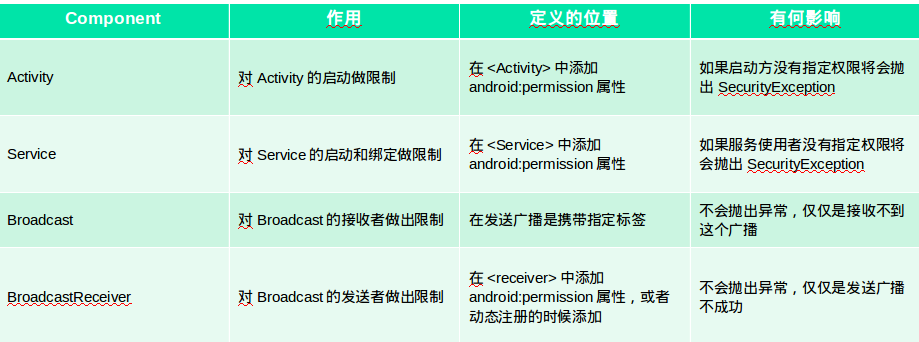 Component 作用 定义的位置 有何影响
Activity 对 Activity 的启动做限制 在 <Activity> 中添加 如果启动方没有指定权限将会抛
android:permission 属性 出 SecurityException
Service 对 Service 的启动和绑定做限制 在 <Service> 中添加 如果服务使用者没有指定权限将
android:permission 属性 会抛出 SecurityException
Broadcast 对 Broadcast 的接收者做出限制 在发送广播是携带指定标签 不会抛出异常，仅仅是接收不到
这个广播
BroadcastReceiver 对 Broadcast 的发送者做出限制 在 <receiver> 中添加 不会抛出异常，仅仅是发送广播
android:permission 属性，或者 不成功
动态注册的时候添加